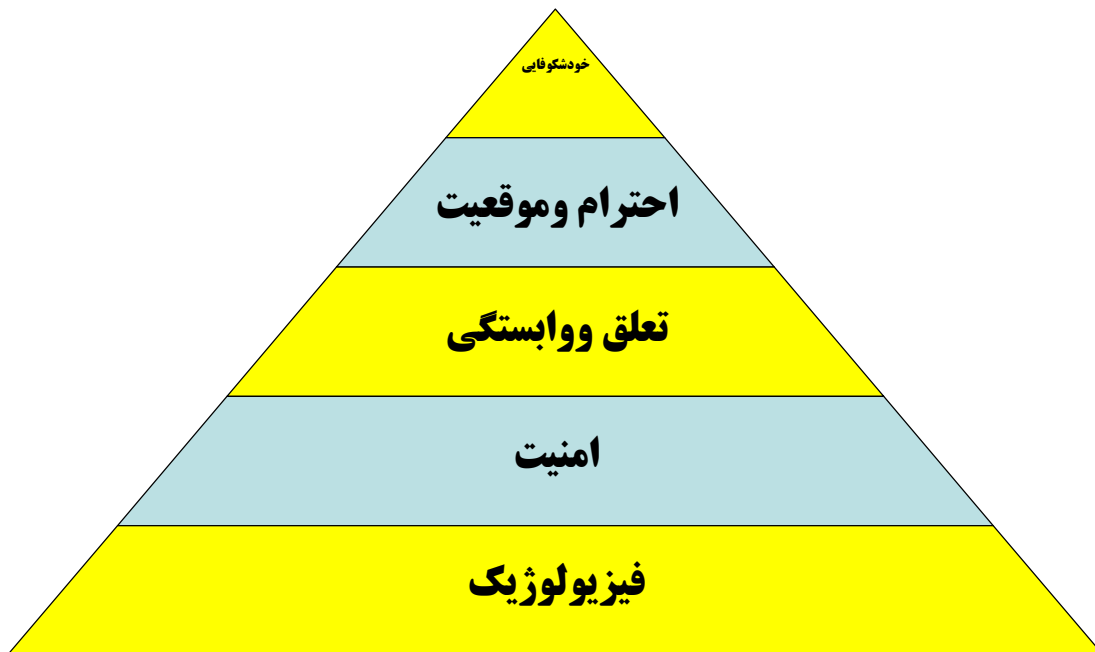 خودشکوفایی
احترام وموقعیت
تعلق ووابستگی
امنیت
فیزیولوژیک